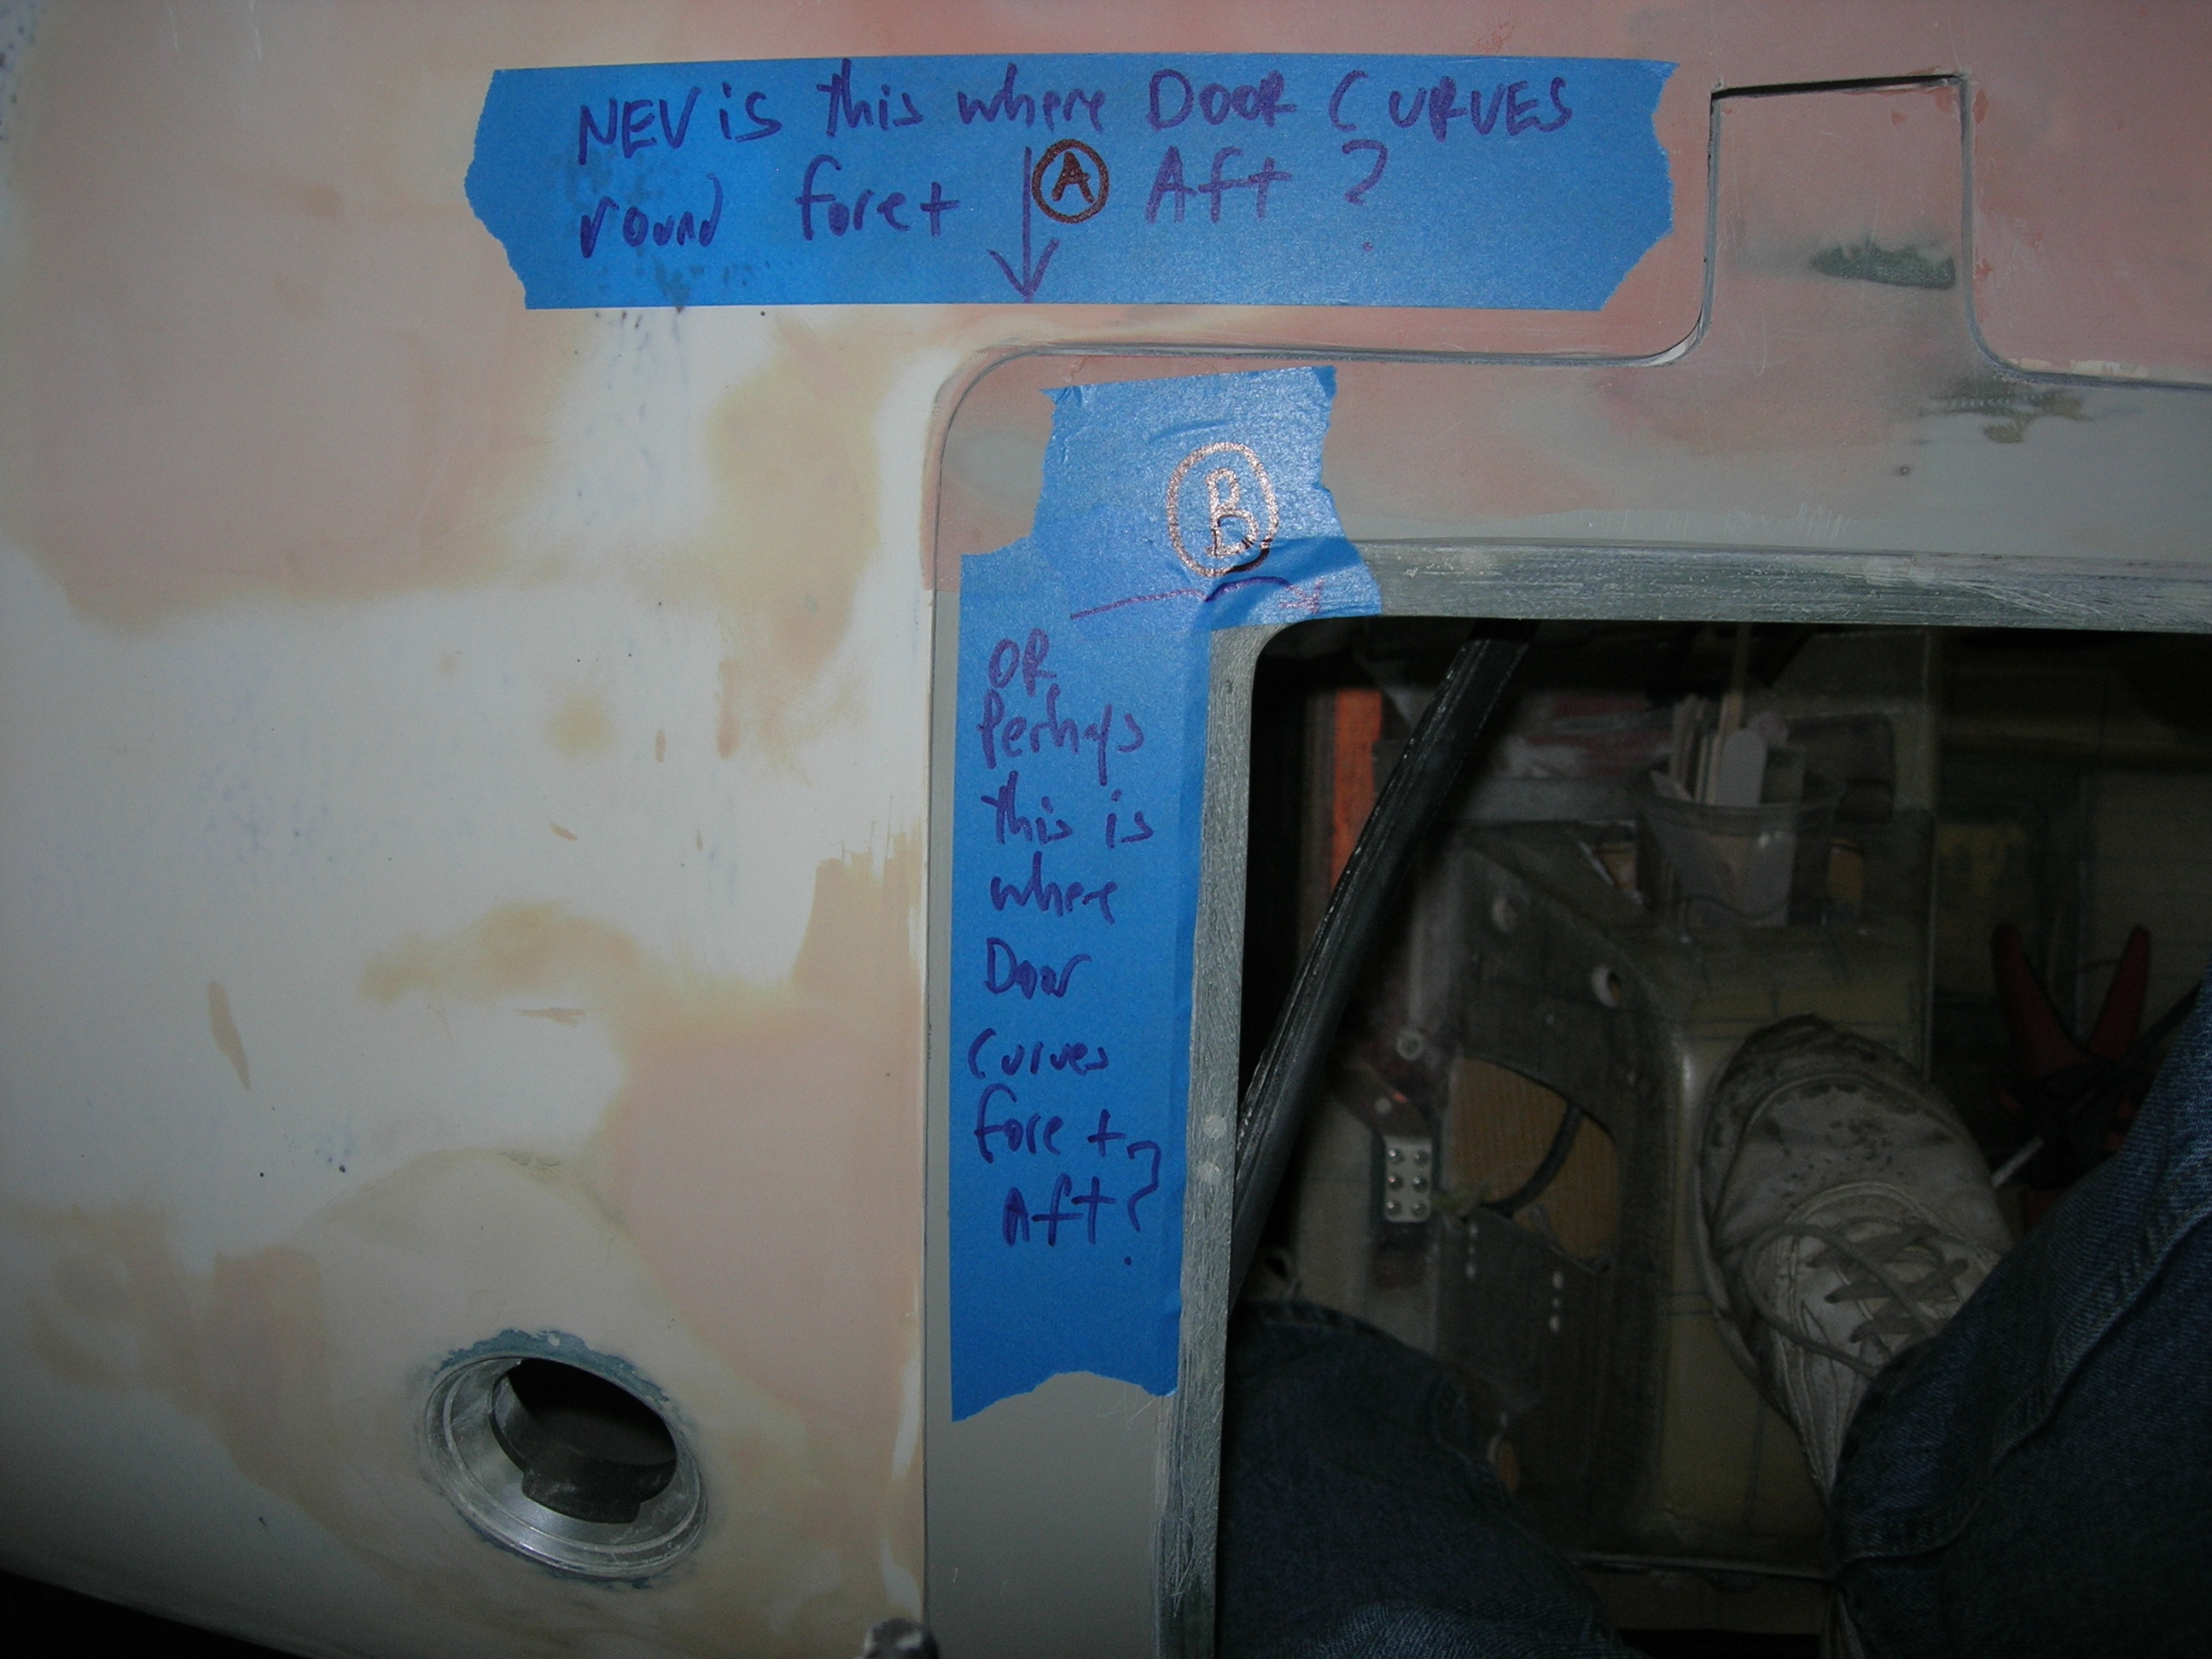 NEV is this where DOOR CURVES
round fore + A Aft ?
B
OR
Perhaps
this is
where
Door
Curves
fore +
Aft?